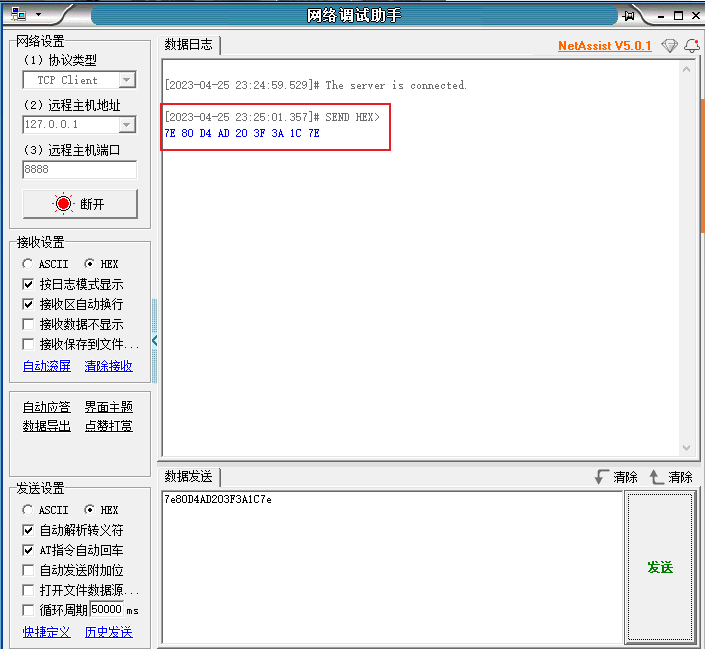 网络调试助手
网络设置
（1）协议类型
TCP Client
（2）远程主机地址
127.0.0.1
（3）远程主机端口
8888
断开
接收设置
ASCII HEX
按日志模式显示
接收区自动换行
接收数据不显示
接收保存到文件...
自动滚屏 清除接收
自动应答 界面主题
数据导出 点赞打赏
发送设置
ASCII HEX
自动解析转义符
AT指令自动回车
自动发送附加位
打开文件数据源...
循环周期 50000 ms
快捷定义 历史发送
数据日志 NetAssist V5.0.1
[2023-04-25 23:24:59.529]# The server is connected.
[2023-04-25 23:25:01.357]# SEND HEX>
7E 80 D4 AD 20 3F 3A 1C 7E
数据发送 清除 清除
7e80D4AD203F3A1C7e
发送